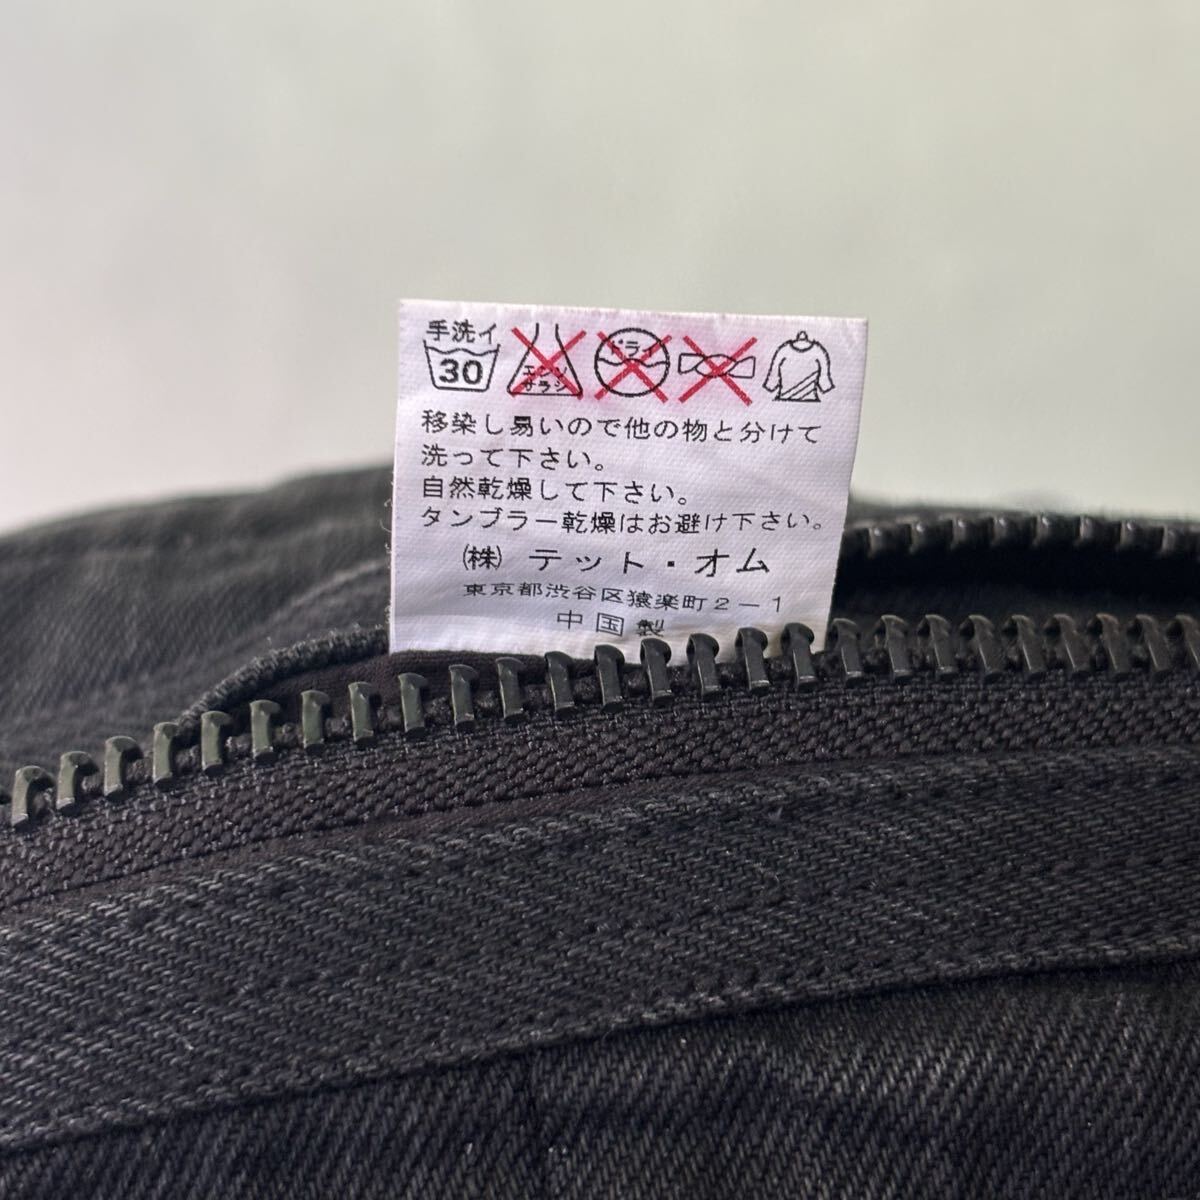 手洗イ
30
エンソ
サラシ
ドライ
移染し易いので他の物と分けて
洗って下さい。
自然乾燥して下さい。
タンブラー乾燥はお避け下さい。
㈱ テット・オム
東京都渋谷区猿楽町2-1
中国製